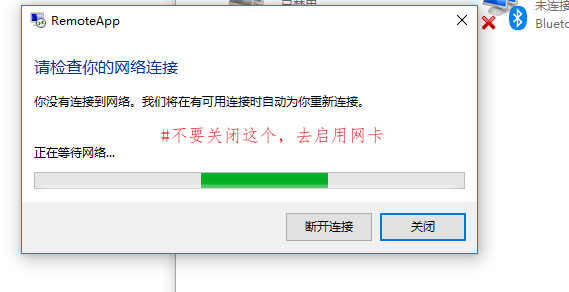 已禁用
RemoteApp
未连接
Blueto
请检查你的网络连接
你没有连接到网络。我们将在有可用连接时自动为你重新连接。
#不要关闭这个，去启用网卡
正在等待网络...
断开连接
关闭